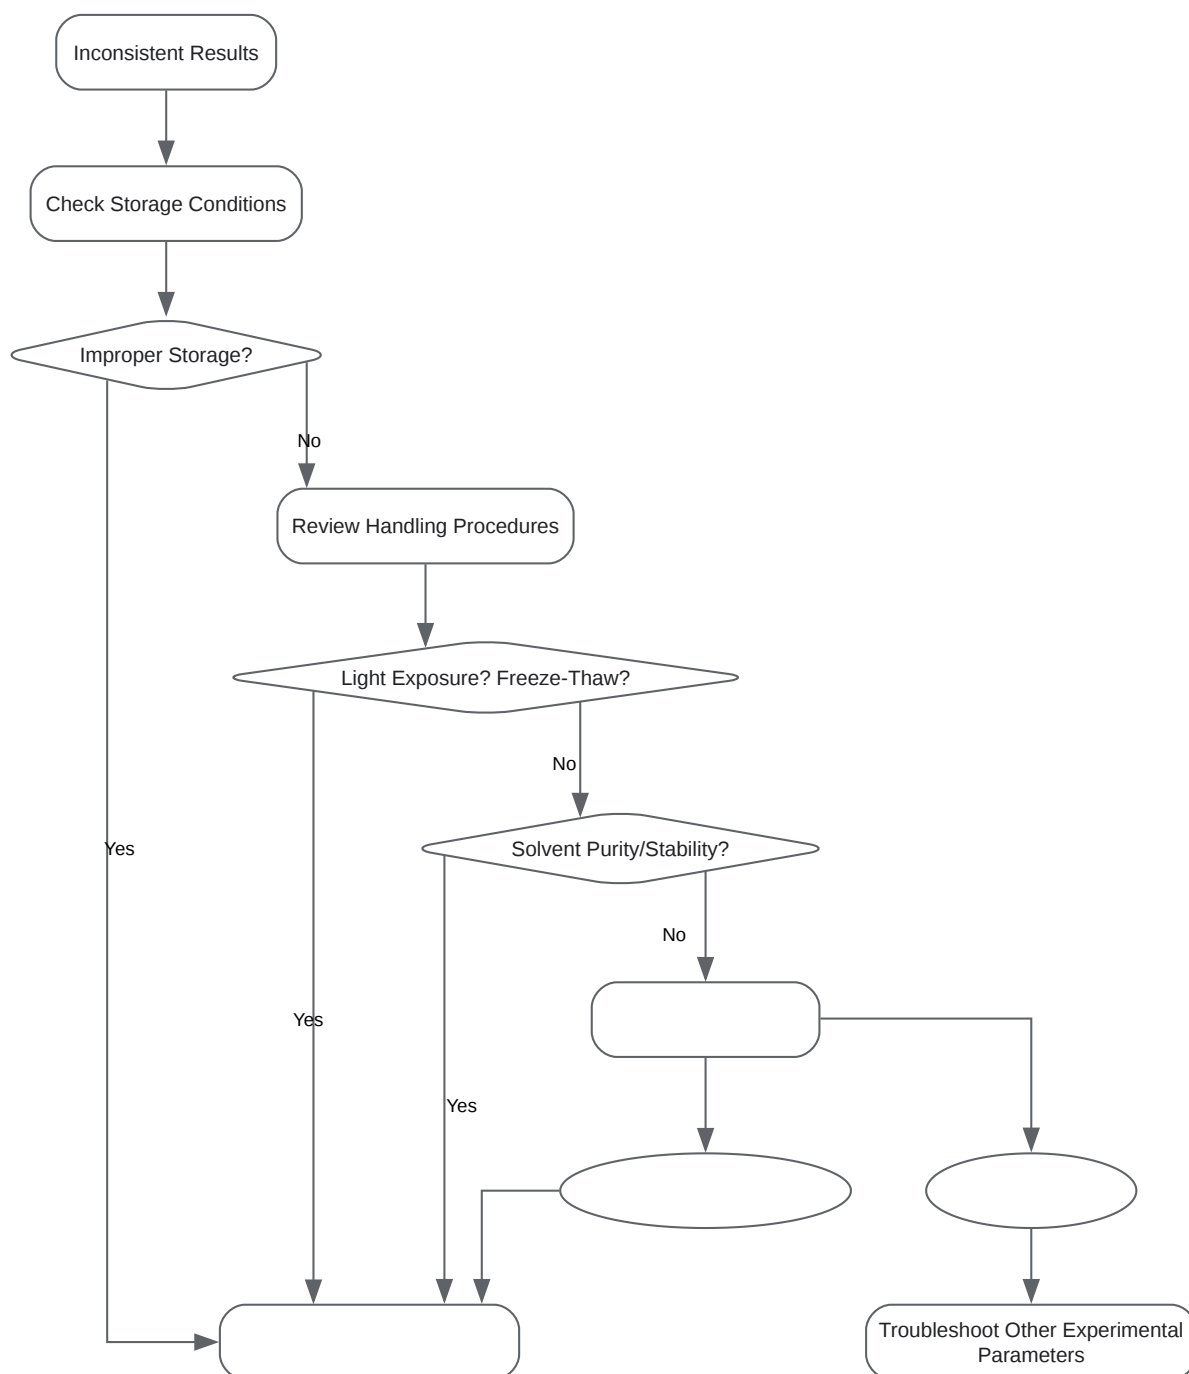 Inconsistent Results
Check Storage Conditions
Improper Storage?
No
Review Handling Procedures
Light Exposure? Freeze-Thaw?
No
Solvent Purity/Stability?
Yes
No
Yes
Yes
Troubleshoot Other Experimental
Parameters